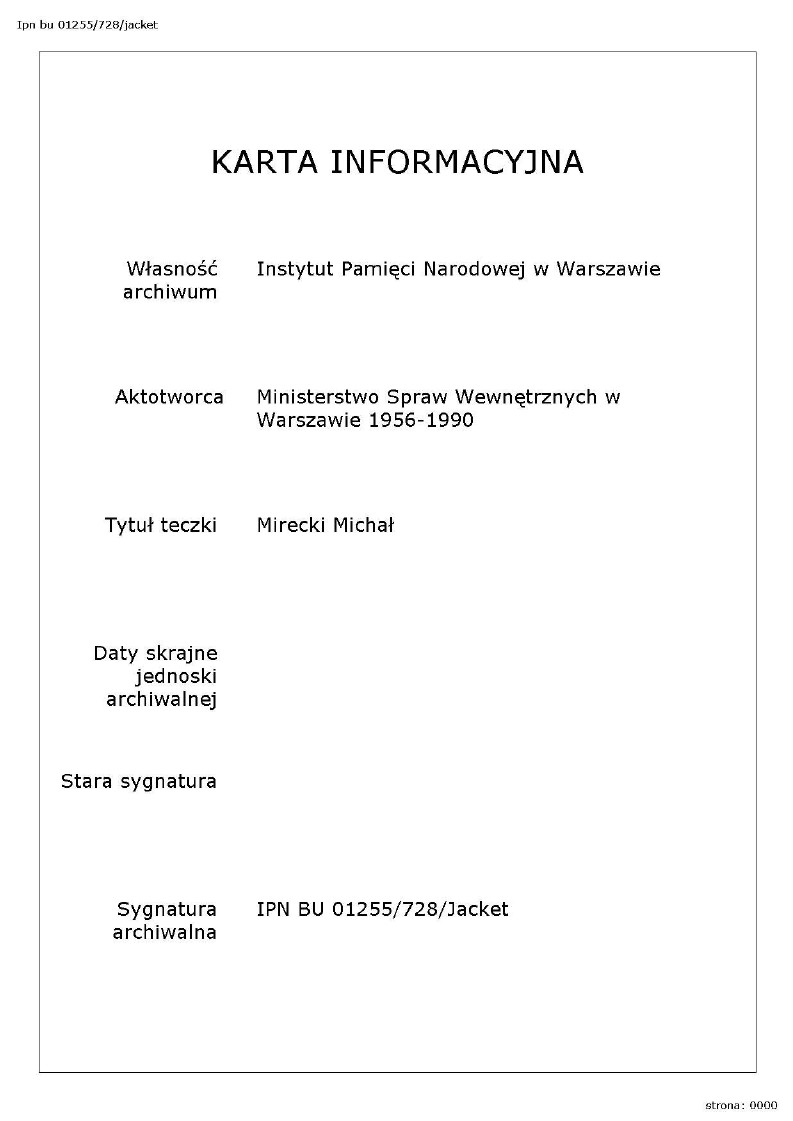 Ipn bu 01255/728/jacket
KARTA INFORMACYJNA
Własność
archiwum
Instytut Pamięci Narodowej w Warszawie
Aktotworca
Ministerstwo Spraw Wewnętrznych w
Warszawie 1956-1990
Tytuł teczki
Mirecki Michał
Daty skrajne
jednoski
archiwalnej
Stara sygnatura
Sygnatura
archiwalna
IPN BU 01255/728/Jacket
strona: 0000